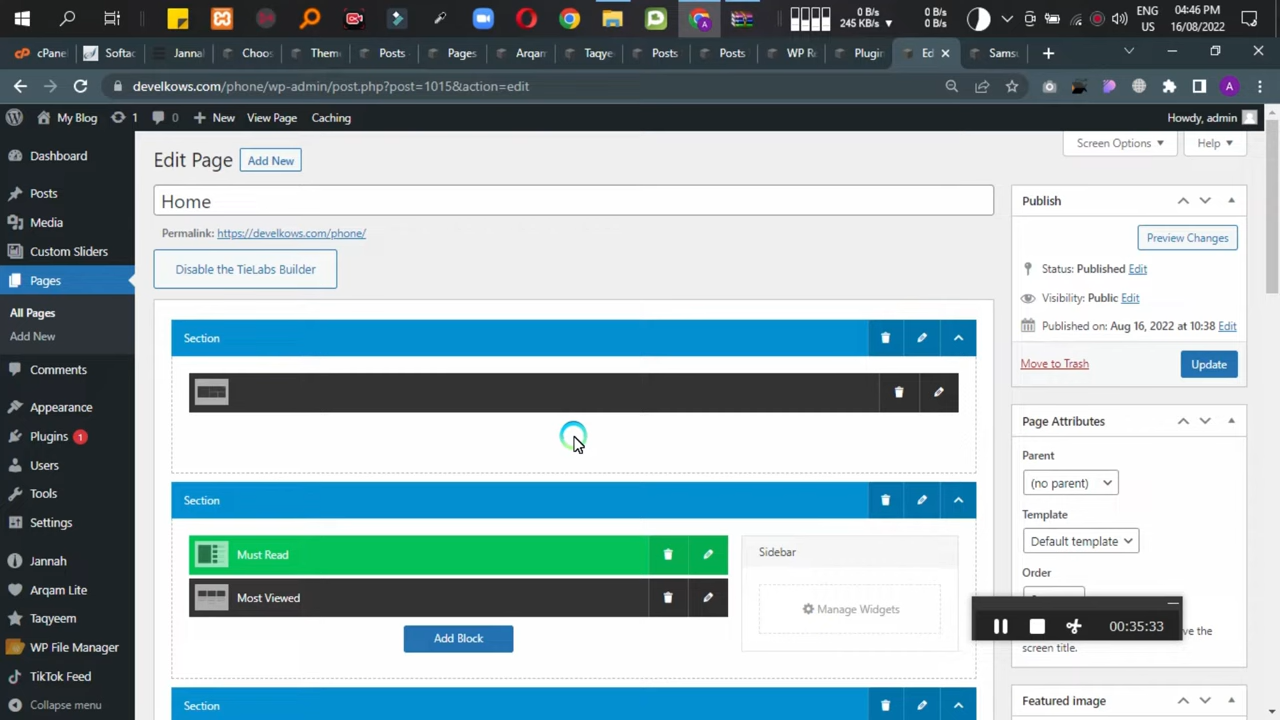 0 B/s
245 KB/s
0 B/s
0 B/s
ENG
US
04:46 PM
16/08/2022
cPanel
Softac
Jannal
Choos
Theme
Posts
Pages
Arqan
Taqye
Posts
Posts
WP R
Plugin
Ed
Samsu
develkows.com/phone/wp-admin/post.php?post=1015&action=edit
A
My Blog
1
0
New
View Page
Caching
Howdy, admin
Dashboard
Posts
Media
Custom Sliders
Pages
All Pages
Add New
Comments
Appearance
Plugins 1
Users
Tools
Settings
Jannah
Arqam Lite
Taqyeem
WP File Manager
TikTok Feed
Collapse menu
Screen Options
Help
Edit Page
Add New
Home
Permalink: https://develkows.com/phone/
Disable the TieLabs Builder
Section
Section
Must Read
Most Viewed
Add Block
Sidebar
Manage Widgets
Section
Publish
Preview Changes
Status: Published Edit
Visibility: Public Edit
Published on: Aug 16, 2022 at 10:38 Edit
Move to Trash
Update
Page Attributes
Parent
(no parent)
Template
Default template
Order
00:35:33
ve the
screen title.
Featured image